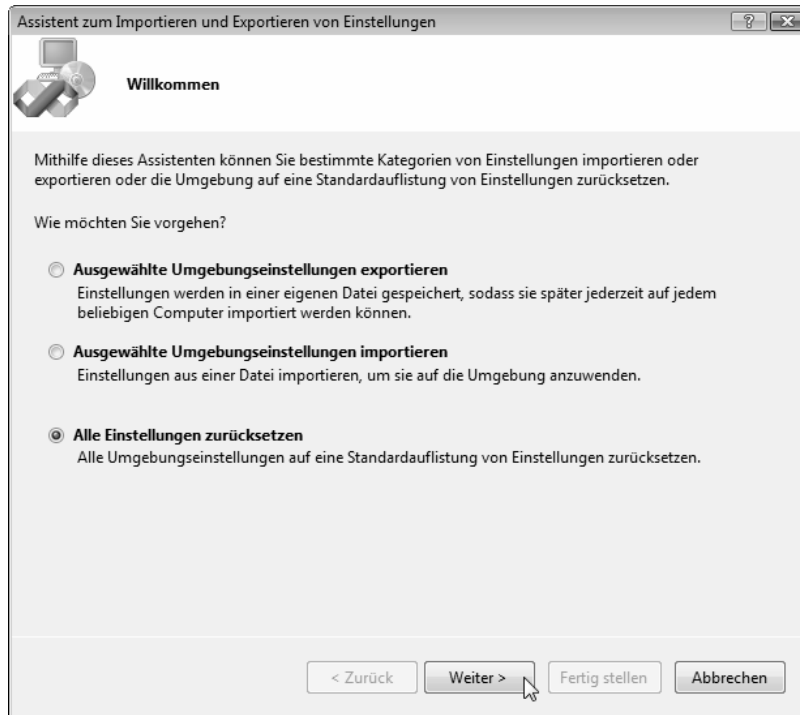 Assistent zum Importieren und Exportieren von Einstellungen
Willkommen
Mithilfe dieses Assistenten können Sie bestimmte Kategorien von Einstellungen importieren oder
exportieren oder die Umgebung auf eine Standardauflistung von Einstellungen zurücksetzen.
Wie möchten Sie vorgehen?
Ausgewählte Umgebungseinstellungen exportieren
Einstellungen werden in einer eigenen Datei gespeichert, sodass sie später jederzeit auf jedem
beliebigen Computer importiert werden können.
Ausgewählte Umgebungseinstellungen importieren
Einstellungen aus einer Datei importieren, um sie auf die Umgebung anzuwenden.
Alle Einstellungen zurücksetzen
Alle Umgebungseinstellungen auf eine Standardauflistung von Einstellungen zurücksetzen.
< Zurück Weiter > Fertig stellen Abbrechen